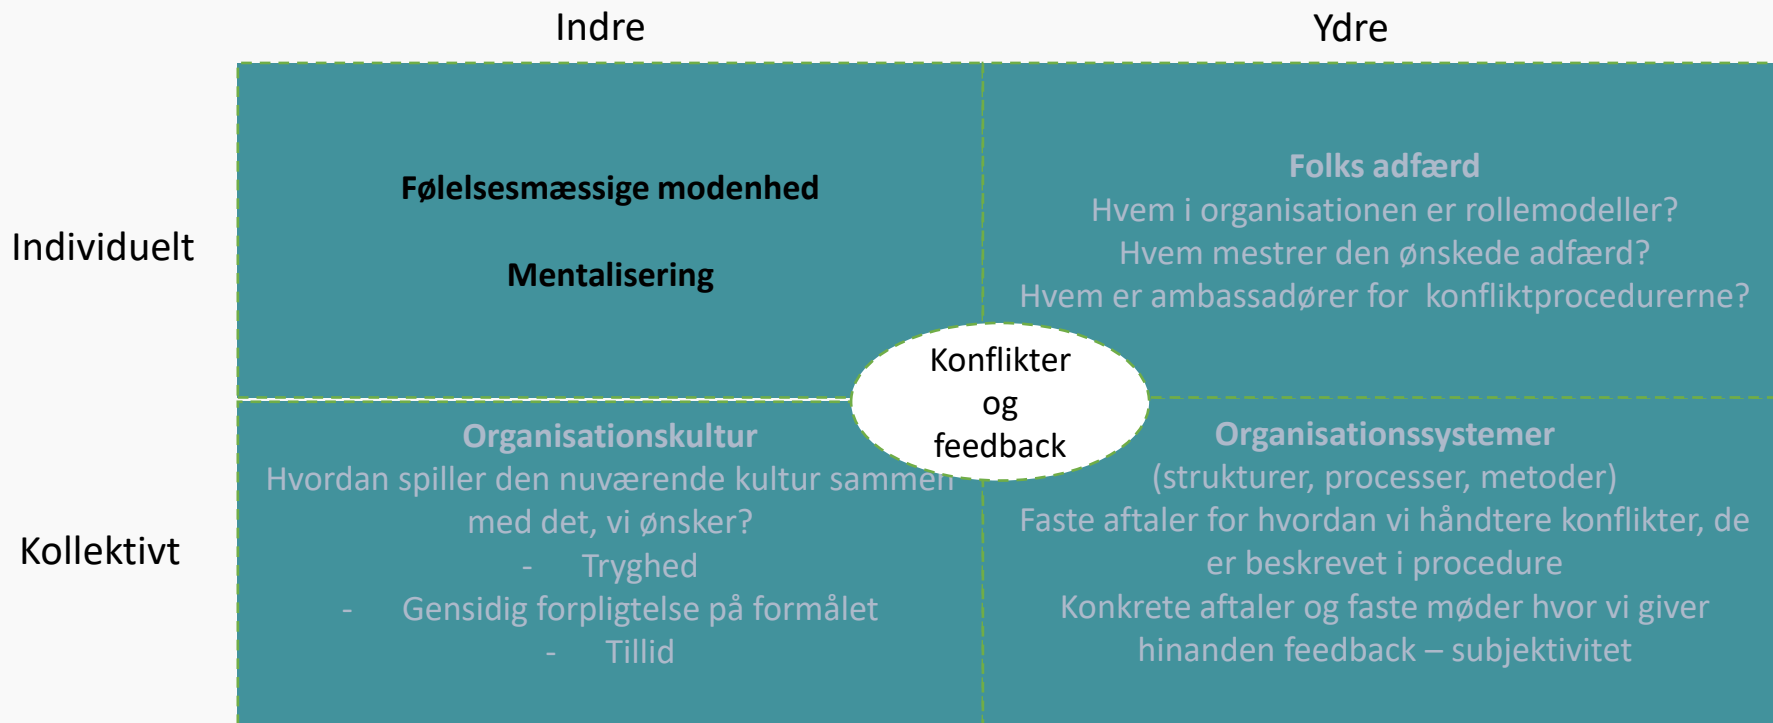 Indre
Ydre
Individuelt
Følelsesmæssige modenhed
Mentalisering
Folks adfærd
Hvem i organisationen er rollemodeller?
Hvem mestrer den ønskede adfærd?
Hvem er ambassadører for konfliktprocedurerne?
Konflikter
og
feedback
Kollektivt
Organisationskultur
Hvordan spiller den nuværende kultur sammen
med det, vi ønsker?
- Tryghed
- Gensidig forpligtelse på formålet
- Tillid
Organisationssystemer
(strukturer, processer, metoder)
Faste aftaler for hvordan vi håndtere konflikter, de
er beskrevet i procedure
Konkrete aftaler og faste møder hvor vi giver
hinanden feedback – subjektivitet